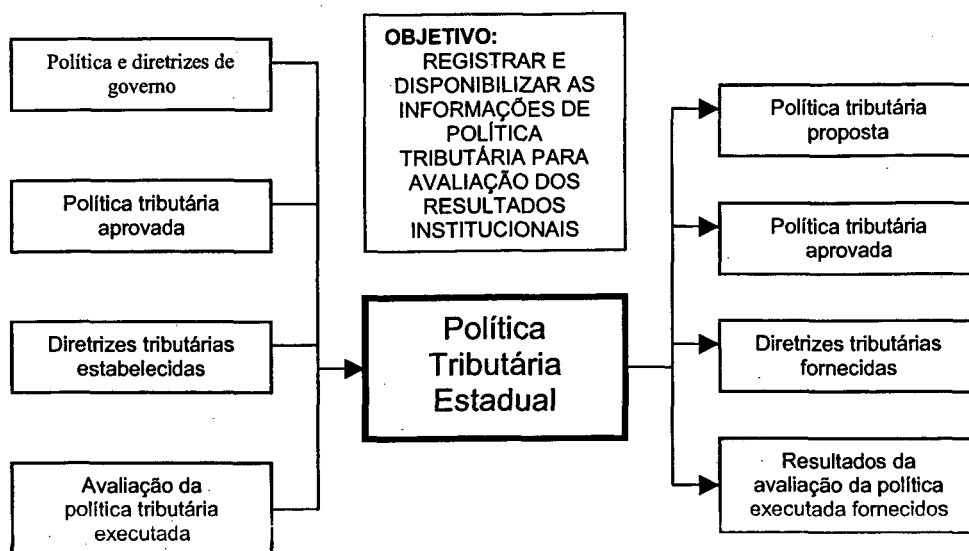 Política e diretrizes de
governo
Política tributária
aprovada
Diretrizes tributárias
estabelecidas
Avaliação da
política tributária
executada
OBJETIVO:
REGISTRAR E
DISPONIBILIZAR AS
INFORMAÇÕES DE
POLÍTICA
TRIBUTÁRIA PARA
AVALIAÇÃO DOS
RESULTADOS
INSTITUCIONAIS
Política
Tributária
Estadual
Política tributária
proposta
Política tributária
aprovada
Diretrizes tributárias
fornecidas
Resultados da
avaliação da política
executada fornecidos